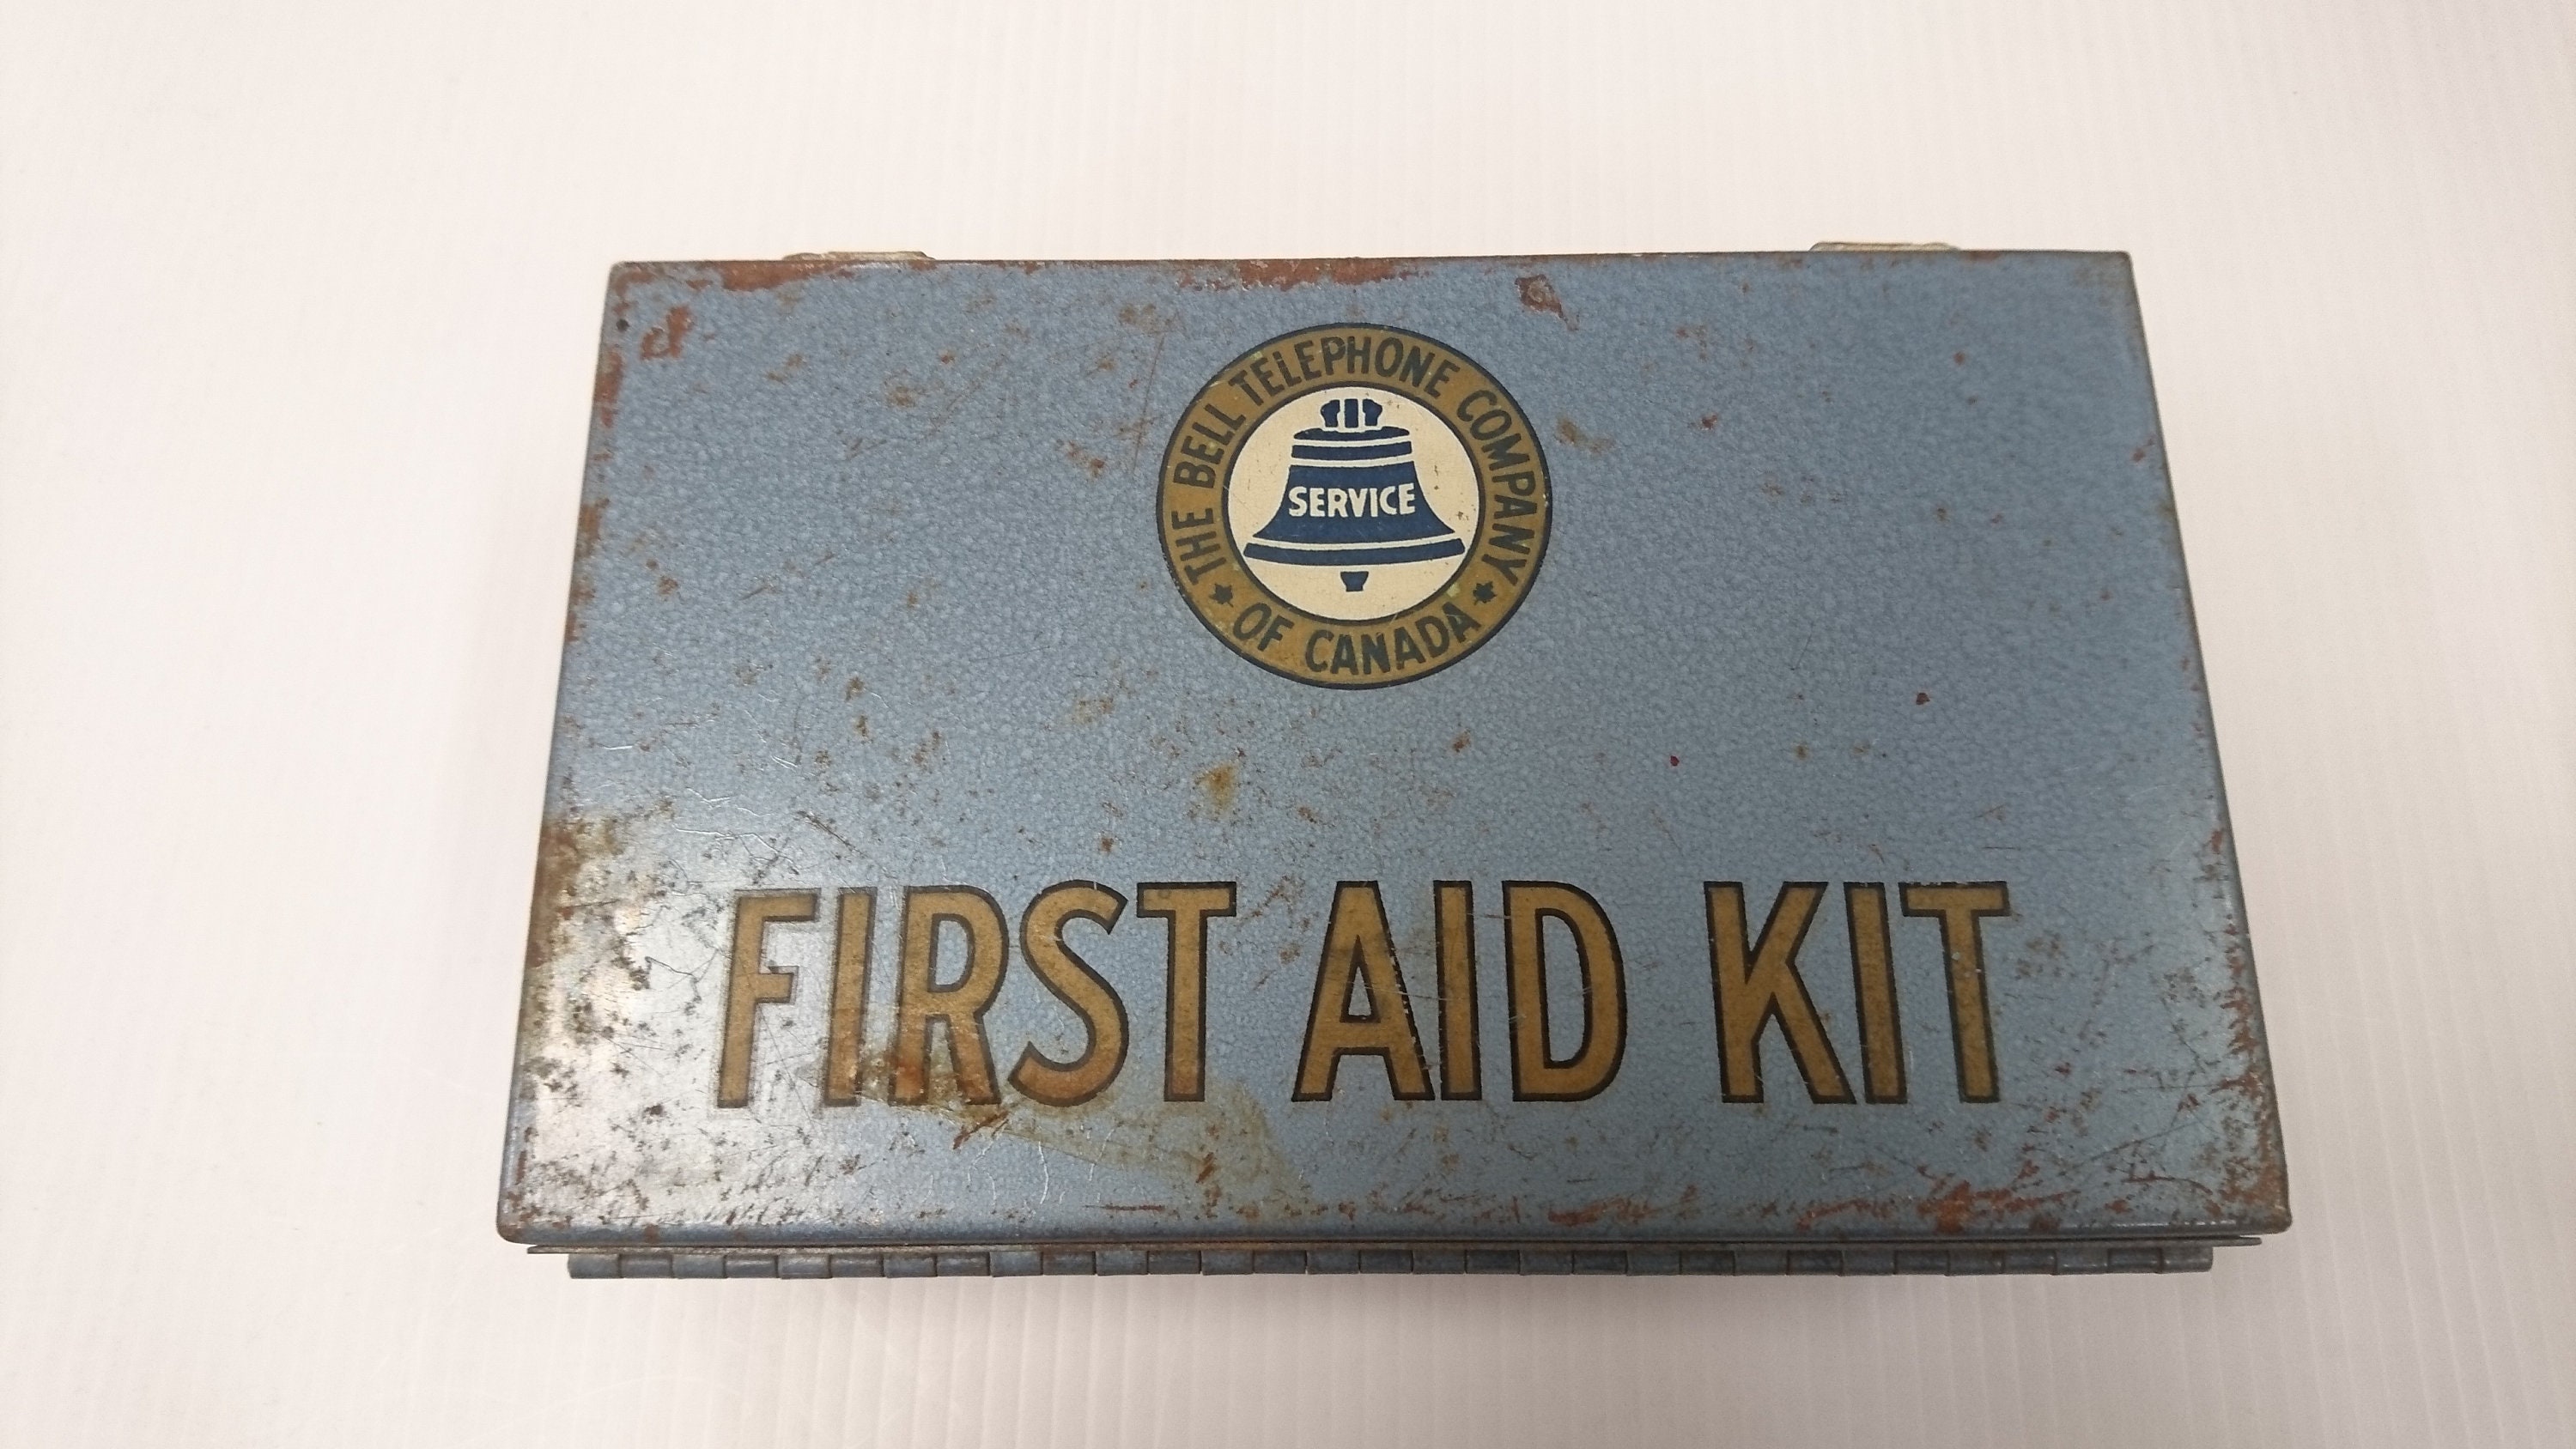 THE BELL TELEPHONE COMPANY
OF CANADA
SERVICE
FIRST AID KIT